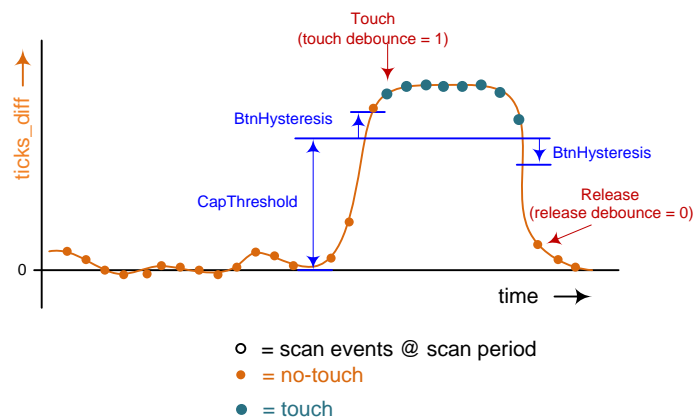 Touch
(touch debounce = 1)
ticks_diff
BtnHysteresis
BtnHysteresis
CapThreshold
Release
(release debounce = 0)
0
time
= scan events @ scan period
= no-touch
= touch